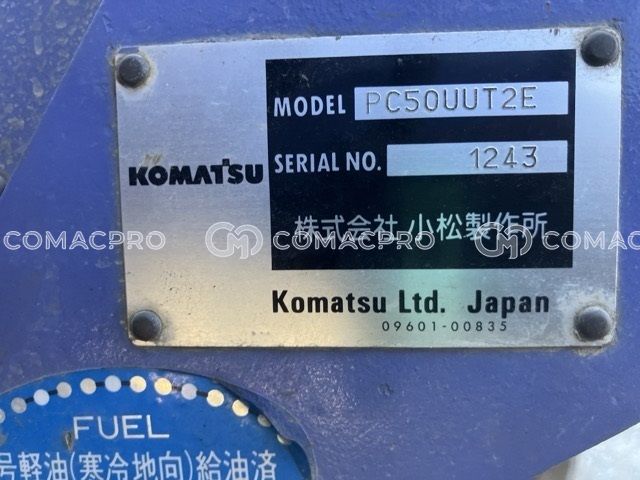 MODEL PC50UUT2E
KOMATSU
SERIAL NO. 1243
株式会社 小松製作所
COMACPRO COMACPRO COMACPRO
Komatsu Ltd. Japan
09601-00835
FUEL
号軽油(寒冷地向)給油済